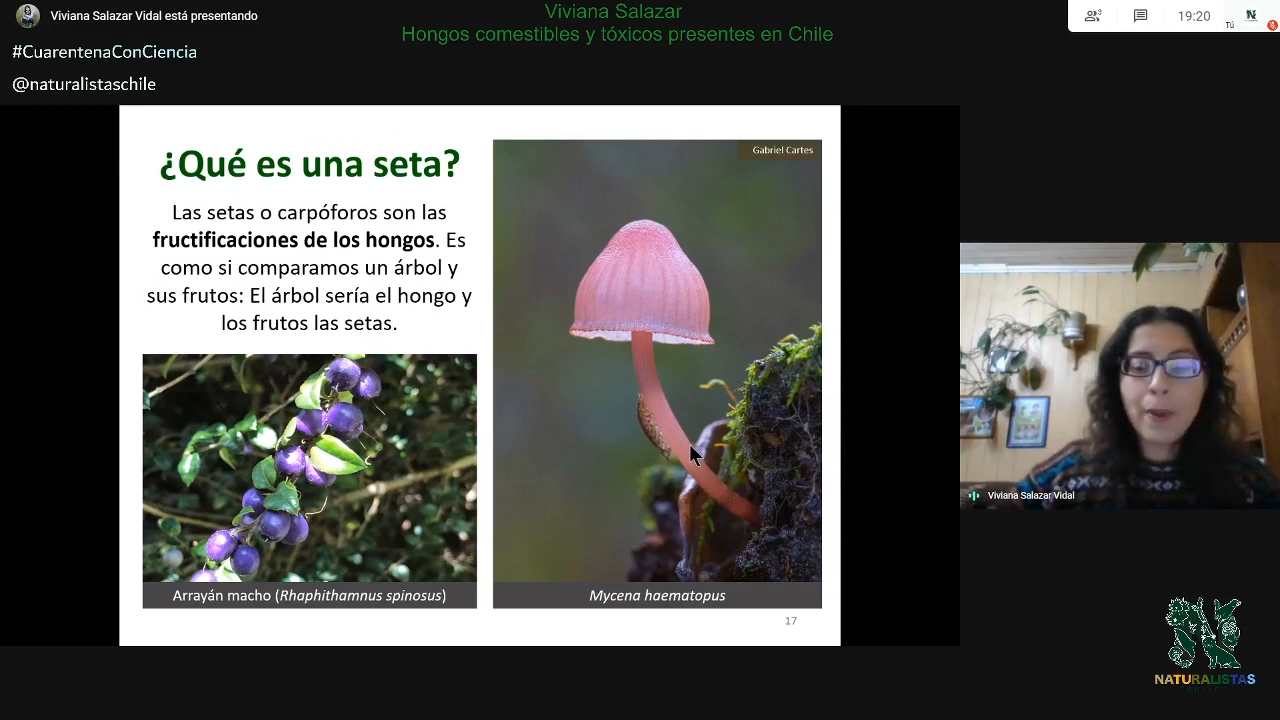 Viviana Salazar Vidal está presentando
Viviana Salazar
Hongos comestibles y tóxicos presentes en Chile
3
19:20
Tú
#CuarentenaConCiencia
@naturalistaschile
¿Qué es una seta?
Las setas o carpóforos son las
fructificaciones de los hongos. Es
como si comparamos un árbol y
sus frutos: El árbol sería el hongo y
los frutos las setas.
Arrayán macho (Rhaphithamnus spinosus)
Gabriel Cartes
Mycena haematopus
17
Viviana Salazar Vidal
NATURALISTAS
CHILE